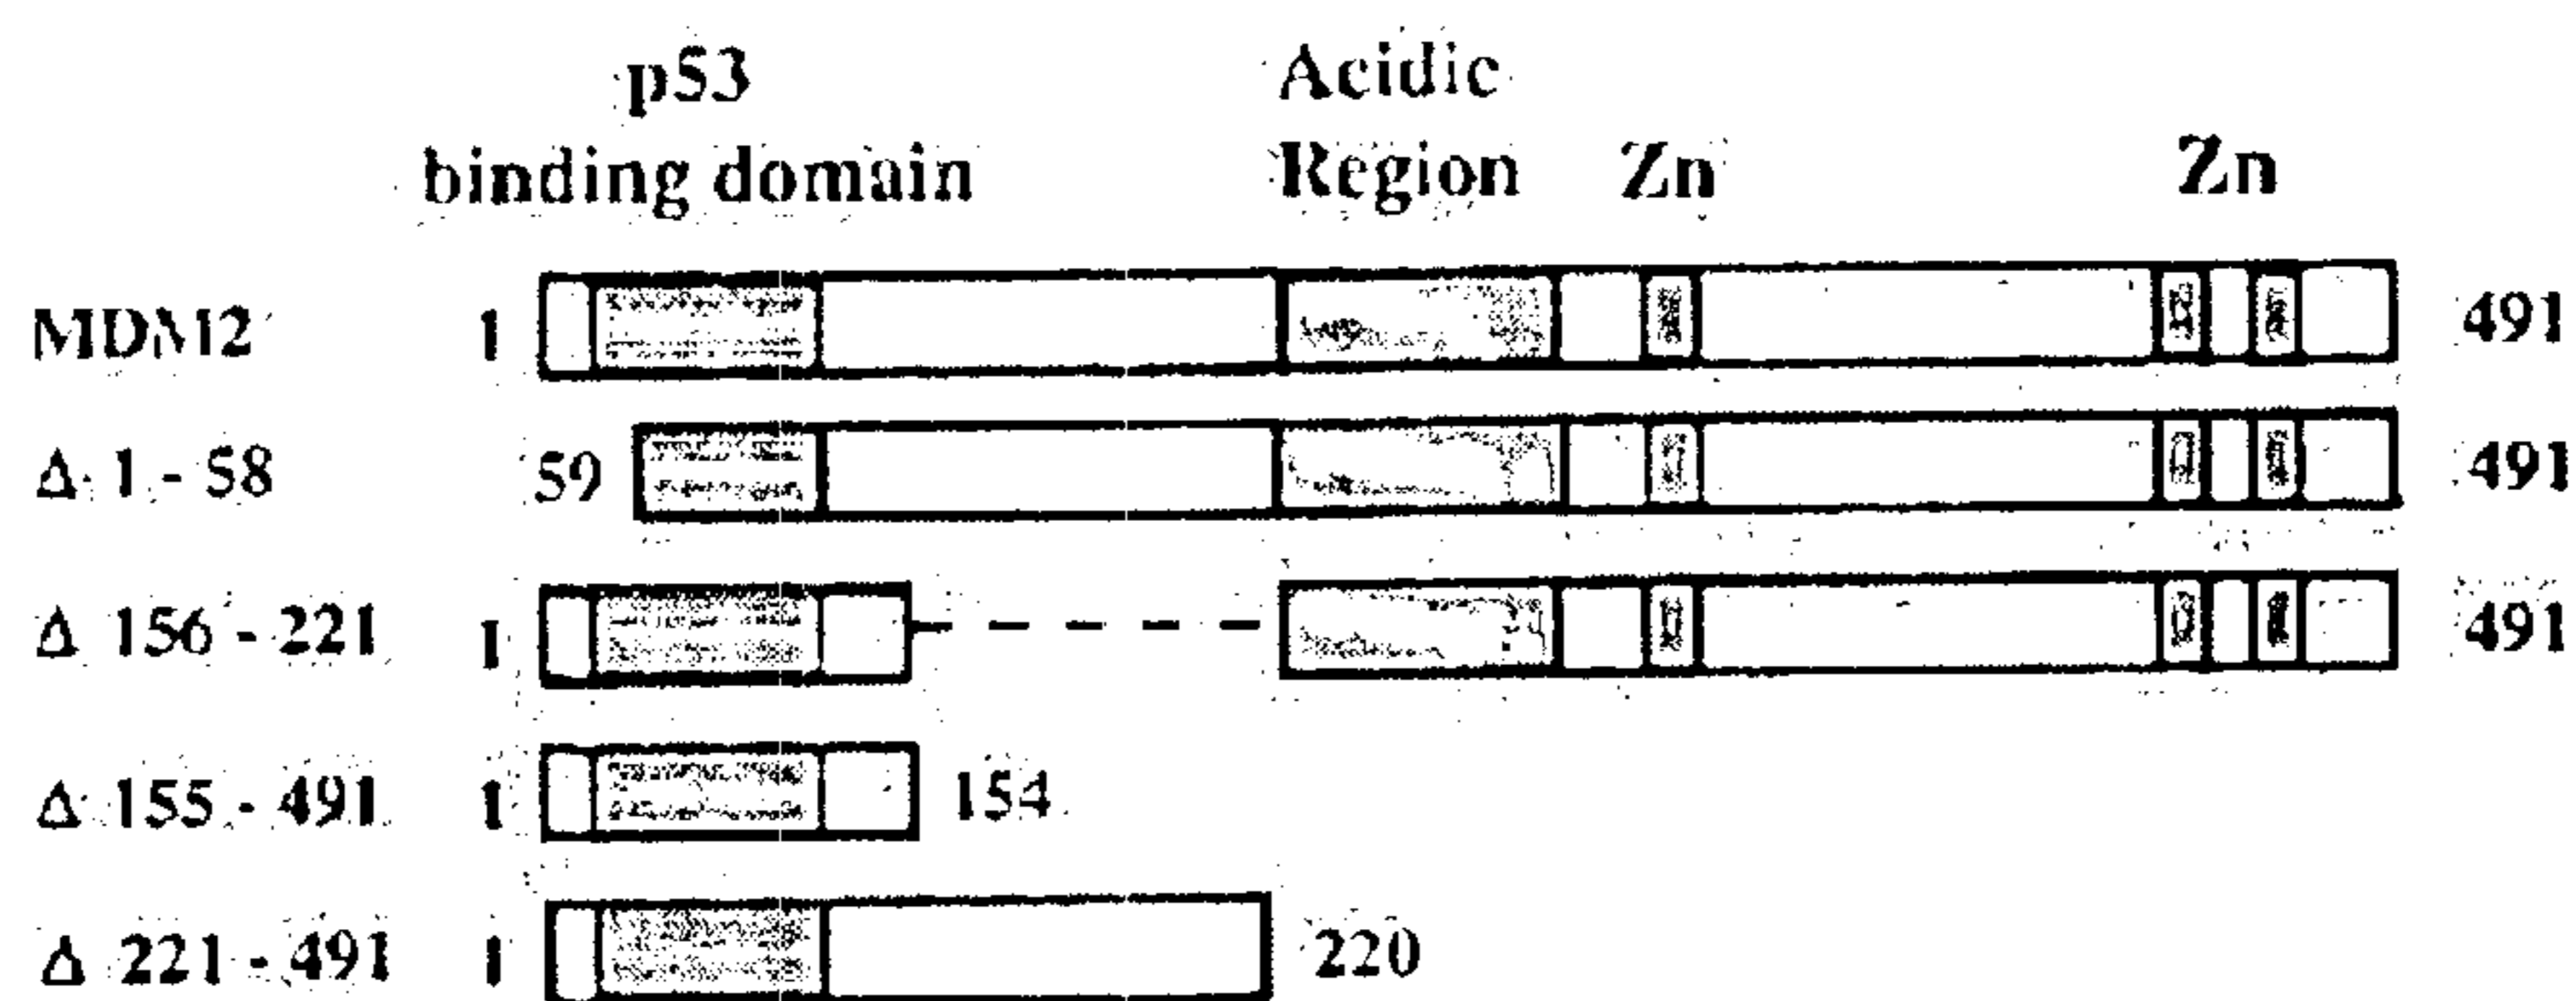 p53
binding domain
Acidic
Region
Zn
Zn
MDM2 1 491
Δ 1 - 58 59 491
Δ 156 - 221 1 491
Δ 155 - 491 1 154
Δ 221 - 491 1 220